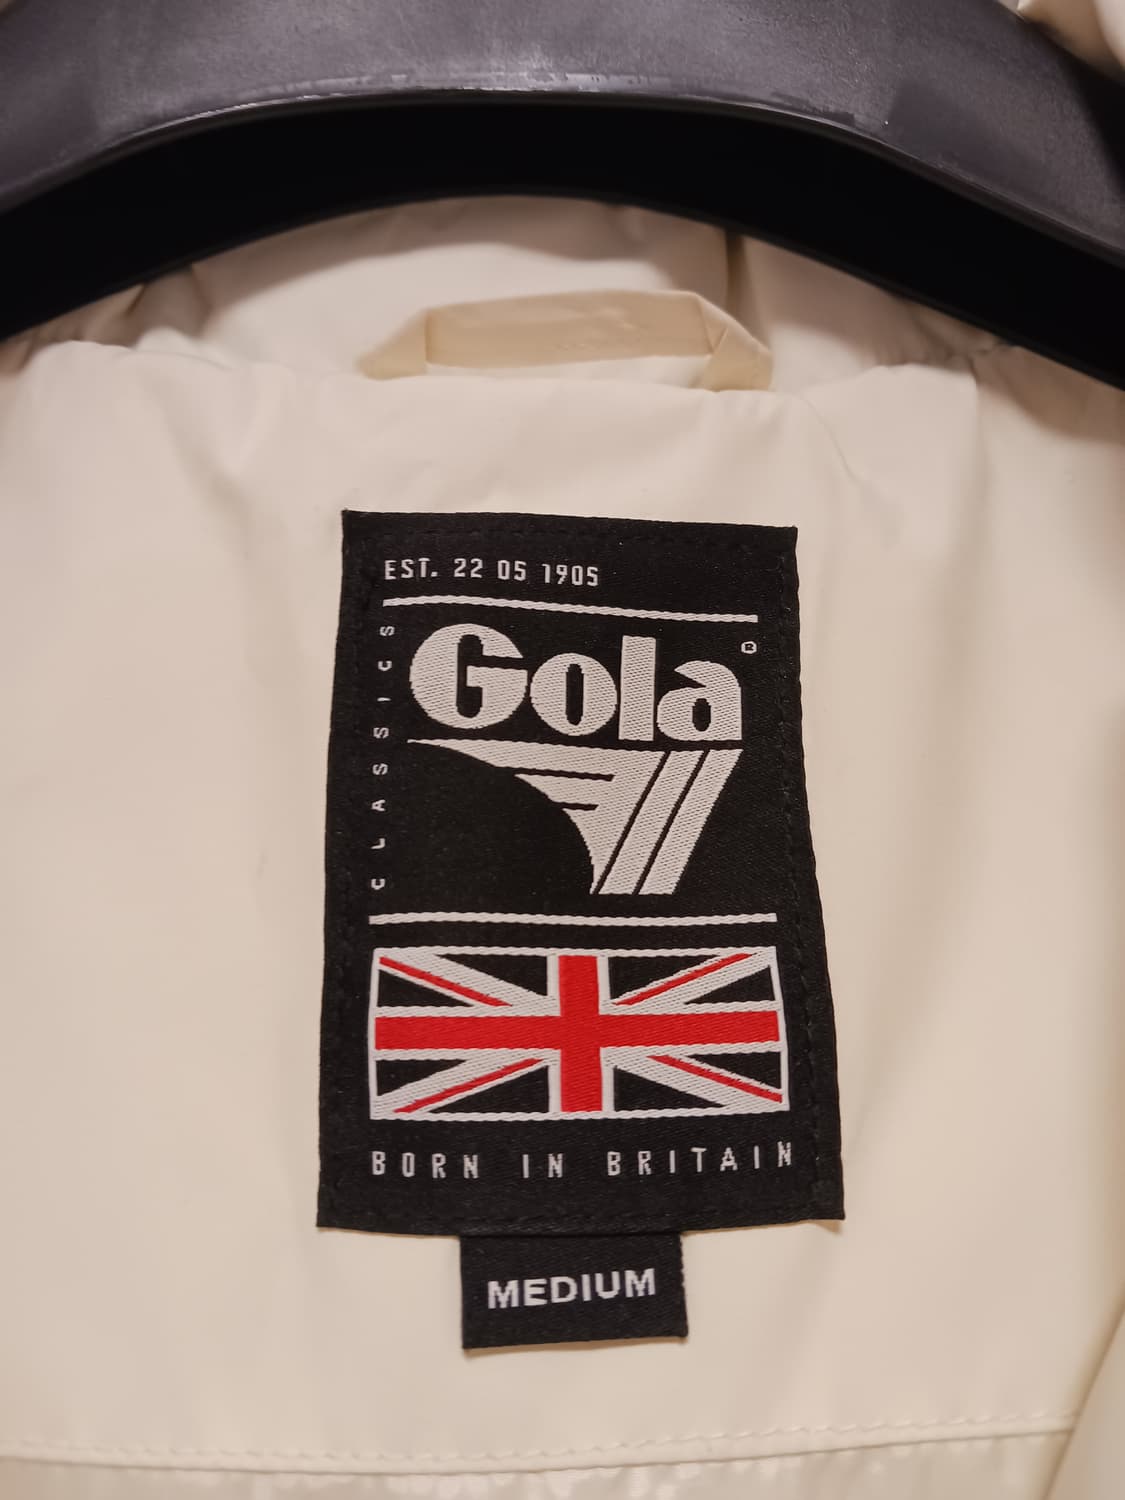 EST. 22 05 1905
CLASSICS
Gola®
BORN IN BRITAIN
MEDIUM